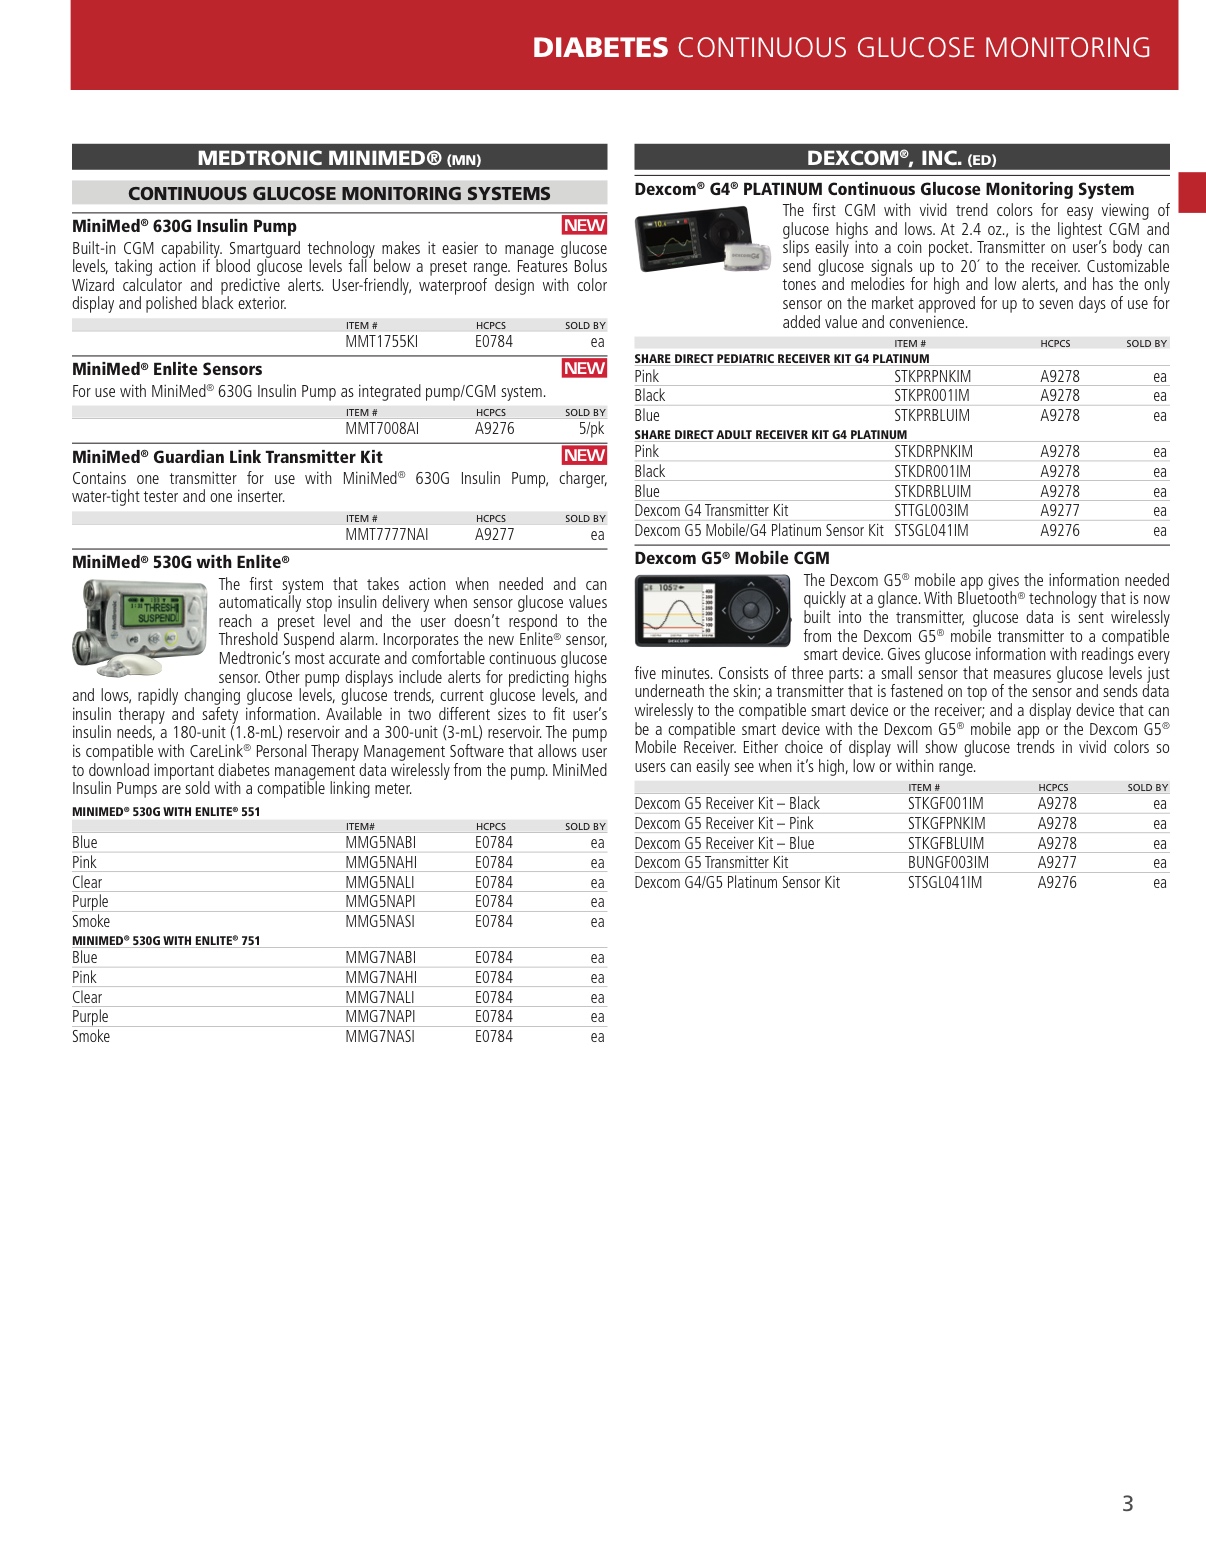 DIABETES CONTINUOUS GLUCOSE MONITORING
MEDTRONIC MINIMED® (MN)
CONTINUOUS GLUCOSE MONITORING SYSTEMS
MiniMed® 630G Insulin Pump NEW
Built-in CGM capability. Smartguard technology makes it easier to manage glucose
levels, taking action if blood glucose levels fall below a preset range. Features Bolus
Wizard calculator and predictive alerts. User-friendly, waterproof design with color
display and polished black exterior.
ITEM # HCPCS SOLD BY
MMT1755KI E0784 ea
MiniMed® Enlite Sensors NEW
For use with MiniMed® 630G Insulin Pump as integrated pump/CGM system.
ITEM # HCPCS SOLD BY
MMT7008AI A9276 5/pk
MiniMed® Guardian Link Transmitter Kit NEW
Contains one transmitter for use with MiniMed® 630G Insulin Pump, charger,
water-tight tester and one inserter.
ITEM # HCPCS SOLD BY
MMT7777NAI A9277 ea
MiniMed® 530G with Enlite®
THRESH
SUSPEND
The first system that takes action when needed and can
automatically stop insulin delivery when sensor glucose values
reach a preset level and the user doesn’t respond to the
Threshold Suspend alarm. Incorporates the new Enlite® sensor,
Medtronic’s most accurate and comfortable continuous glucose
sensor. Other pump displays include alerts for predicting highs
and lows, rapidly changing glucose levels, glucose trends, current glucose levels, and
insulin therapy and safety information. Available in two different sizes to fit user’s
insulin needs, a 180-unit (1.8-mL) reservoir and a 300-unit (3-mL) reservoir. The pump
is compatible with CareLink® Personal Therapy Management Software that allows user
to download important diabetes management data wirelessly from the pump. MiniMed
Insulin Pumps are sold with a compatible linking meter.
MINIMED® 530G WITH ENLITE® 551
ITEM# HCPCS SOLD BY
Blue MMG5NABI E0784 ea
Pink MMG5NAHI E0784 ea
Clear MMG5NALI E0784 ea
Purple MMG5NAPI E0784 ea
Smoke MMG5NASI E0784 ea
MINIMED® 530G WITH ENLITE® 751
Blue MMG7NABI E0784 ea
Pink MMG7NAHI E0784 ea
Clear MMG7NALI E0784 ea
Purple MMG7NAPI E0784 ea
Smoke MMG7NASI E0784 ea
DEXCOM®, INC. (ED)
Dexcom® G4® PLATINUM Continuous Glucose Monitoring System
The first CGM with vivid trend colors for easy viewing of
glucose highs and lows. At 2.4 oz., is the lightest CGM and
slips easily into a coin pocket. Transmitter on user’s body can
send glucose signals up to 20´ to the receiver. Customizable
tones and melodies for high and low alerts, and has the only
sensor on the market approved for up to seven days of use for
added value and convenience.
ITEM # HCPCS SOLD BY
SHARE DIRECT PEDIATRIC RECEIVER KIT G4 PLATINUM
Pink STKPRPNKIM A9278 ea
Black STKPR001IM A9278 ea
Blue STKPRBLUIM A9278 ea
SHARE DIRECT ADULT RECEIVER KIT G4 PLATINUM
Pink STKDRPNKIM A9278 ea
Black STKDR001IM A9278 ea
Blue STKDRBLUIM A9278 ea
Dexcom G4 Transmitter Kit STTGL003IM A9277 ea
Dexcom G5 Mobile/G4 Platinum Sensor Kit STSGL041IM A9276 ea
Dexcom G5® Mobile CGM
105
The Dexcom G5® mobile app gives the information needed
quickly at a glance. With Bluetooth® technology that is now
built into the transmitter, glucose data is sent wirelessly
from the Dexcom G5® mobile transmitter to a compatible
smart device. Gives glucose information with readings every
five minutes. Consists of three parts: a small sensor that measures glucose levels just
underneath the skin; a transmitter that is fastened on top of the sensor and sends data
wirelessly to the compatible smart device or the receiver; and a display device that can
be a compatible smart device with the Dexcom G5® mobile app or the Dexcom G5®
Mobile Receiver. Either choice of display will show glucose trends in vivid colors so
users can easily see when it’s high, low or within range.
ITEM # HCPCS SOLD BY
Dexcom G5 Receiver Kit – Black STKGF001IM A9278 ea
Dexcom G5 Receiver Kit – Pink STKGFPNKIM A9278 ea
Dexcom G5 Receiver Kit – Blue STKGFBLUIM A9278 ea
Dexcom G5 Transmitter Kit BUNGF003IM A9277 ea
Dexcom G4/G5 Platinum Sensor Kit STSGL041IM A9276 ea
3